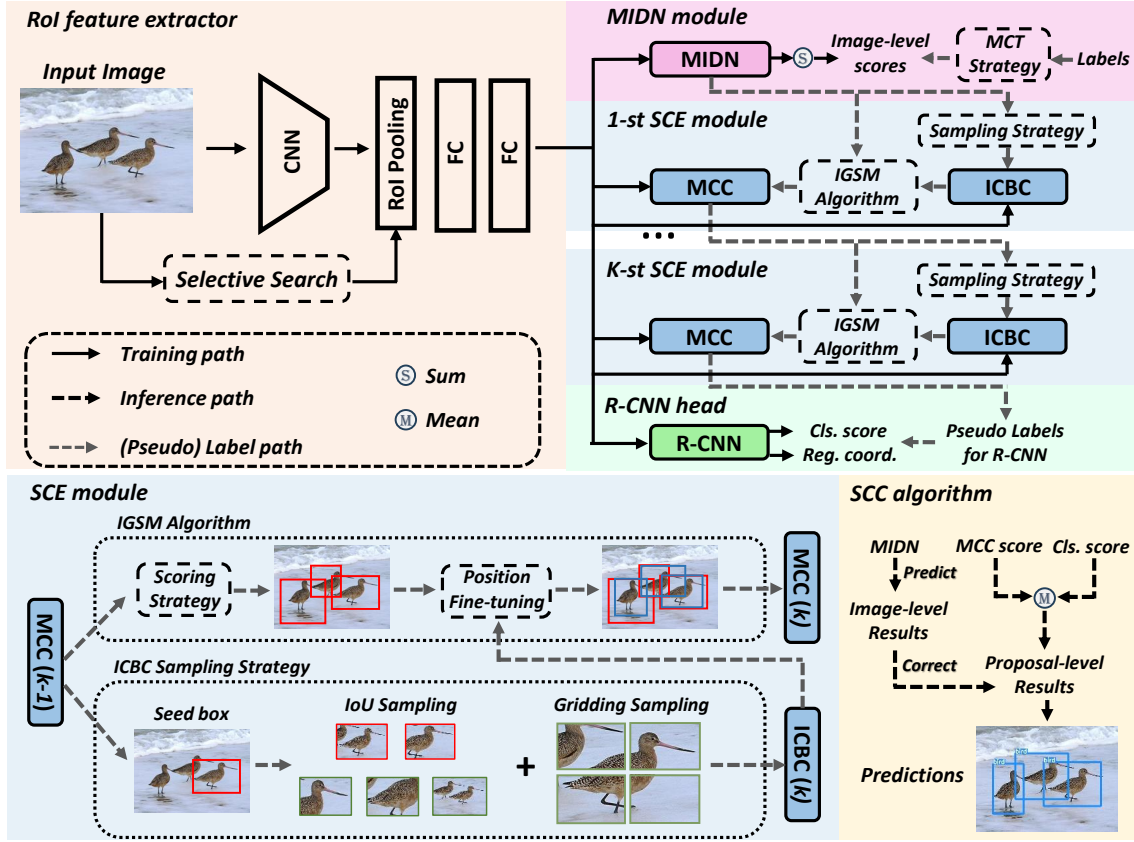 RoI feature extractor
Input Image
CNN
RoI Pooling
FC
FC
Selective Search
Training path
Inference path
(Pseudo) Label path
S Sum
M Mean
MIDN module
MIDN
S
Image-level
scores
MCT
Strategy
Labels
1-st SCE module
Sampling Strategy
MCC
IGSM
Algorithm
ICBC
...
K-st SCE module
Sampling Strategy
MCC
IGSM
Algorithm
ICBC
R-CNN head
R-CNN
Cls. score
Reg. coord.
Pseudo Labels
for R-CNN
SCE module
IGSM Algorithm
MCC (k-1)
Scoring
Strategy
Position
Fine-tuning
MCC (k)
ICBC Sampling Strategy
Seed box
IoU Sampling
+
Gridding Sampling
ICBC (k)
SCC algorithm
MIDN
MCC score
Cls. score
Predict
M
Image-level
Results
Correct
Proposal-level
Results
Predictions
bird
bird
bird